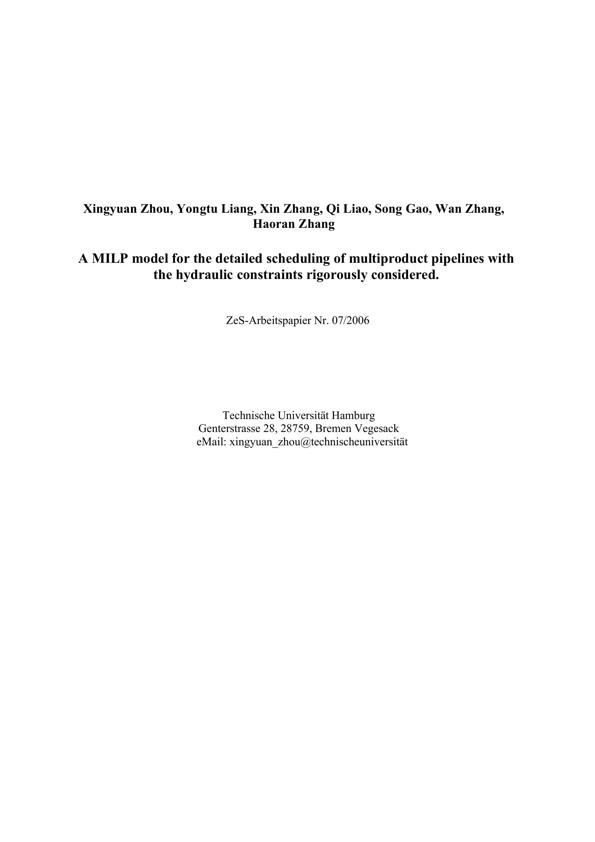 Xingyuan Zhou, Yongtu Liang, Xin Zhang, Qi Liao, Song Gao, Wan Zhang,
Haoran Zhang
A MILP model for the detailed scheduling of multiproduct pipelines with
the hydraulic constraints rigorously considered.
ZeS-Arbeitspapier Nr. 07/2006
Technische Universität Hamburg
Genterstrasse 28, 28759, Bremen Vegesack
eMail: xingyuan_zhou@technischeuniversität